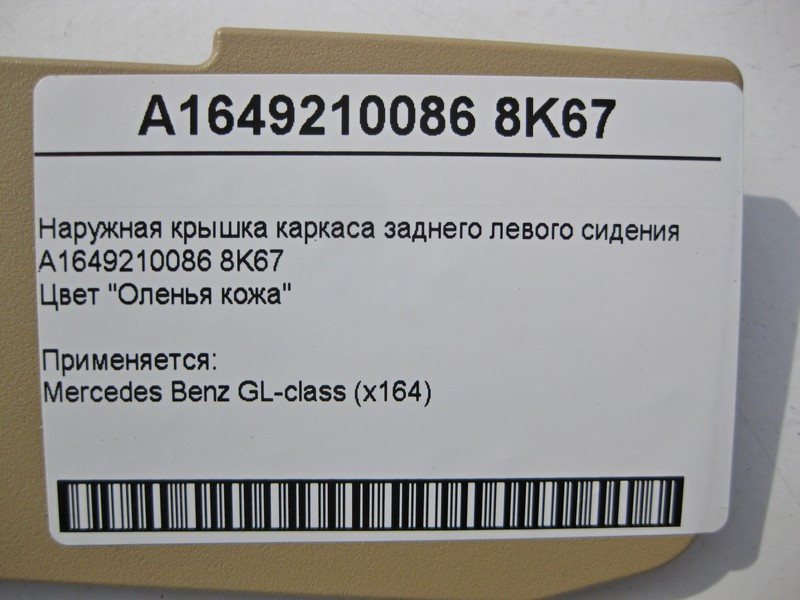 A1649210086 8K67
Наружная крышка каркаса заднего левого сидения
A1649210086 8K67
Цвет "Оленья кожа"
Применяется:
Mercedes Benz GL-class (x164)